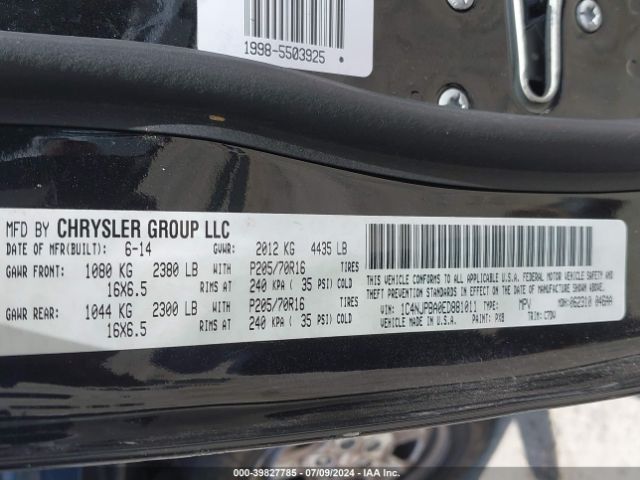 1998-5503925
MFD BY CHRYSLER GROUP LLC
DATE OF MFR(BUILT): 6-14 GVWR: 2012 KG 4435 LB
GAWR FRONT: 1080 KG 2380 LB WITH P205/70R16 TIRES
16X6.5 RIMS AT 240 KPA ( 35 PSI) COLD
GAWR REAR: 1044 KG 2300 LB WITH P205/70R16 TIRES
16X6.5 RIMS AT 240 KPA ( 35 PSI) COLD
THIS VEHICLE CONFORMS TO ALL APPLICABLE U.S.A. FEDERAL MOTOR VEHICLE SAFETY AND
THEFT PREVENTION STANDARDS IN EFFECT ON THE DATE OF MANUFACTURE SHOWN ABOVE.
VIN: 1C4NJPBA0ED881011 TYPE: MPV MDH: 062310 046AA
VEHICLE MADE IN U.S.A. PAINT: PX8 TRIM: C7DV
000-39827785 - 07/09/2024 - IAA Inc.